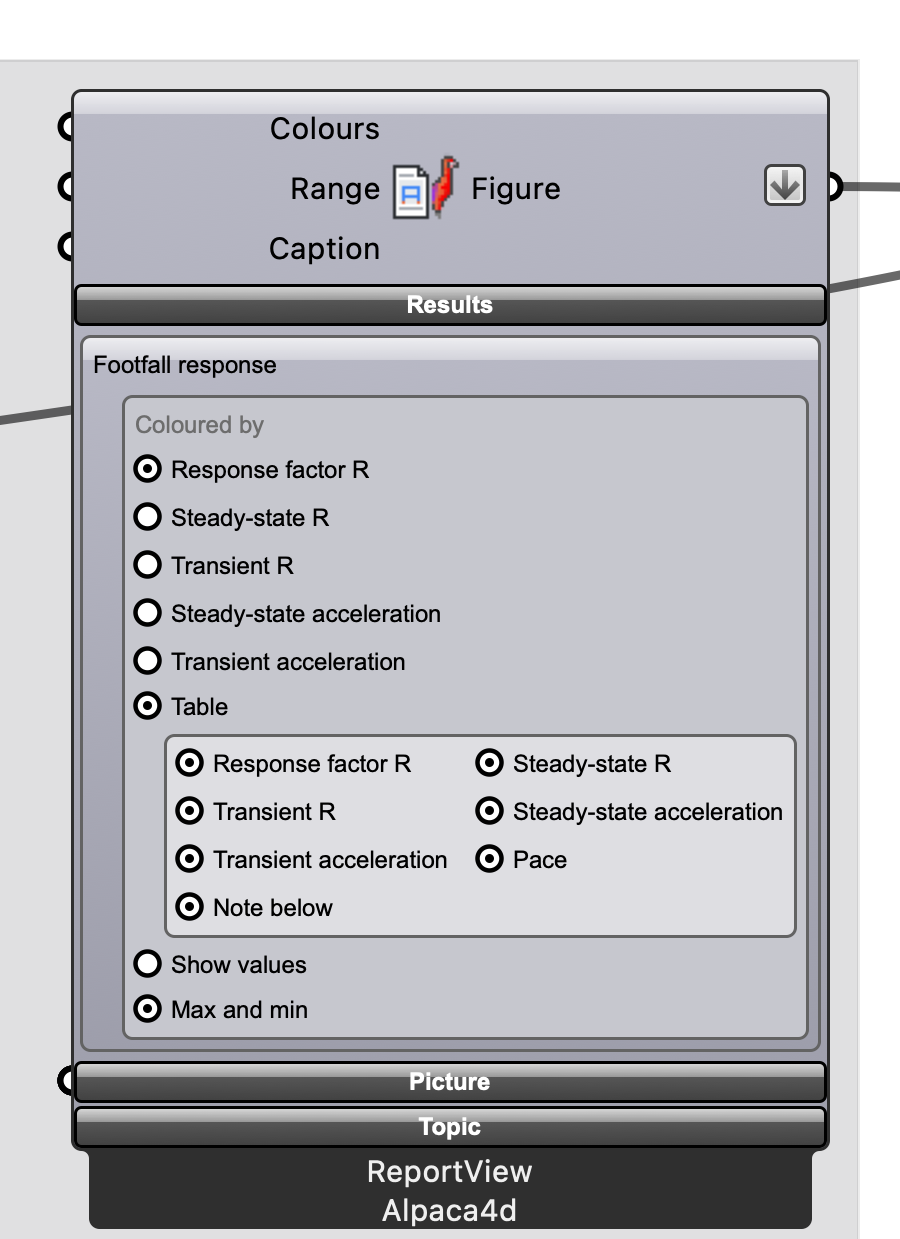 Colours
Range
Figure
Caption
Results
Footfall response
Coloured by
Response factor R
Steady-state R
Transient R
Steady-state acceleration
Transient acceleration
Table
Response factor R
Steady-state R
Transient R
Steady-state acceleration
Transient acceleration
Pace
Note below
Show values
Max and min
Picture
Topic
ReportView
Alpaca4d